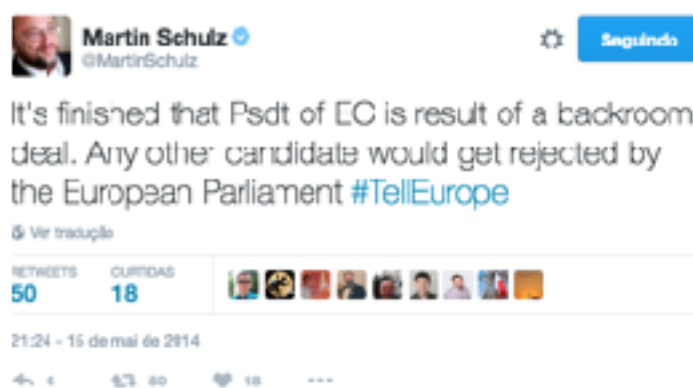 Martin Schulz
@MartinSchulz
Seguindo
It's finished that Psdt of EC is result of a backroom
deal. Any other candidate would get rejected by
the European Parliament #TellEurope
Ver tradução
RETWEETS CURTIDAS
50 18
21:24 - 15 de mai de 2014
50 18